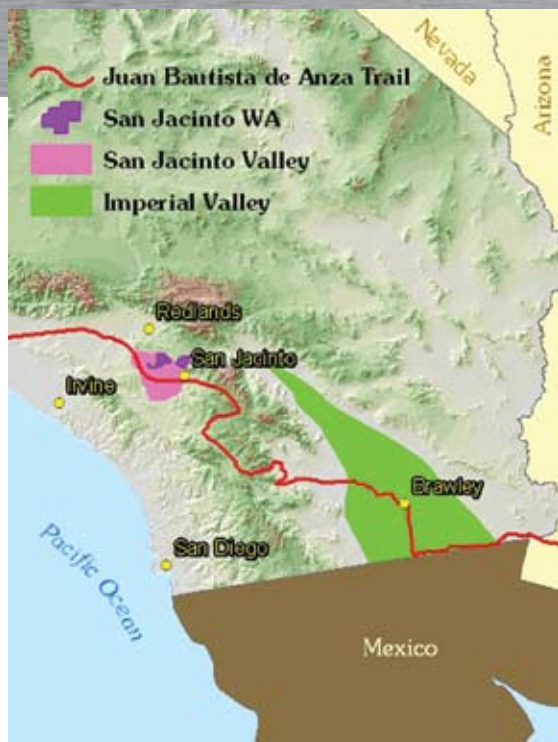 Nevada
Arizona
Juan Bautista de Anza Trail
San Jacinto WA
San Jacinto Valley
Imperial Valley
Redlands
San Jacinto
Irvine
Brawley
San Diego
Pacific Ocean
Mexico